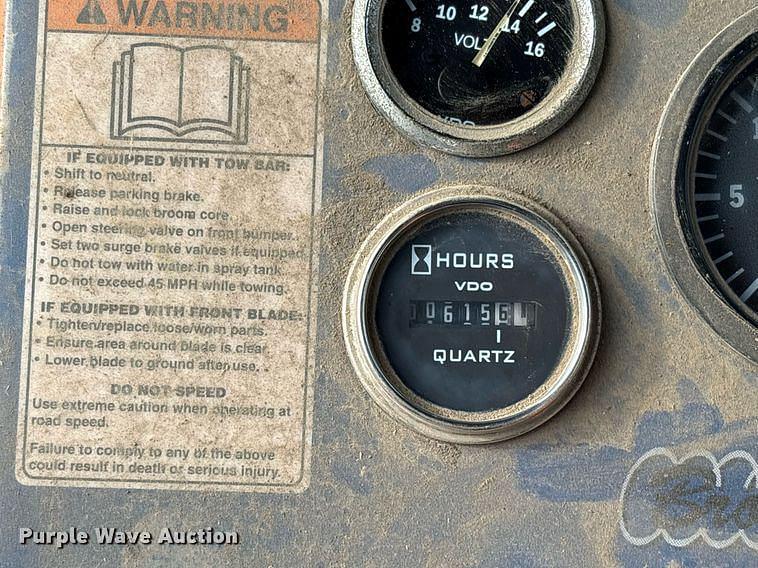 WARNING
IF EQUIPPED WITH TOW BAR:
• Shift to neutral.
• Release parking brake.
• Raise and lock broom core.
• Open steering valve on front bumper.
• Set two surge brake valves if equipped
• Do not tow with water in spray tank.
• Do not exceed 45 MPH while towing.
IF EQUIPPED WITH FRONT BLADE:
• Tighten/replace loose/worn parts.
• Ensure area around blade is clear.
• Lower blade to ground after use.
DO NOT SPEED
Use extreme caution when operating at
road speed.
Failure to comply to any of the above
could result in death or serious injury.
8 10 12 14 16
VOLT
VDO
HOURS
VDO
0615
QUARTZ
5
Purple Wave Auction